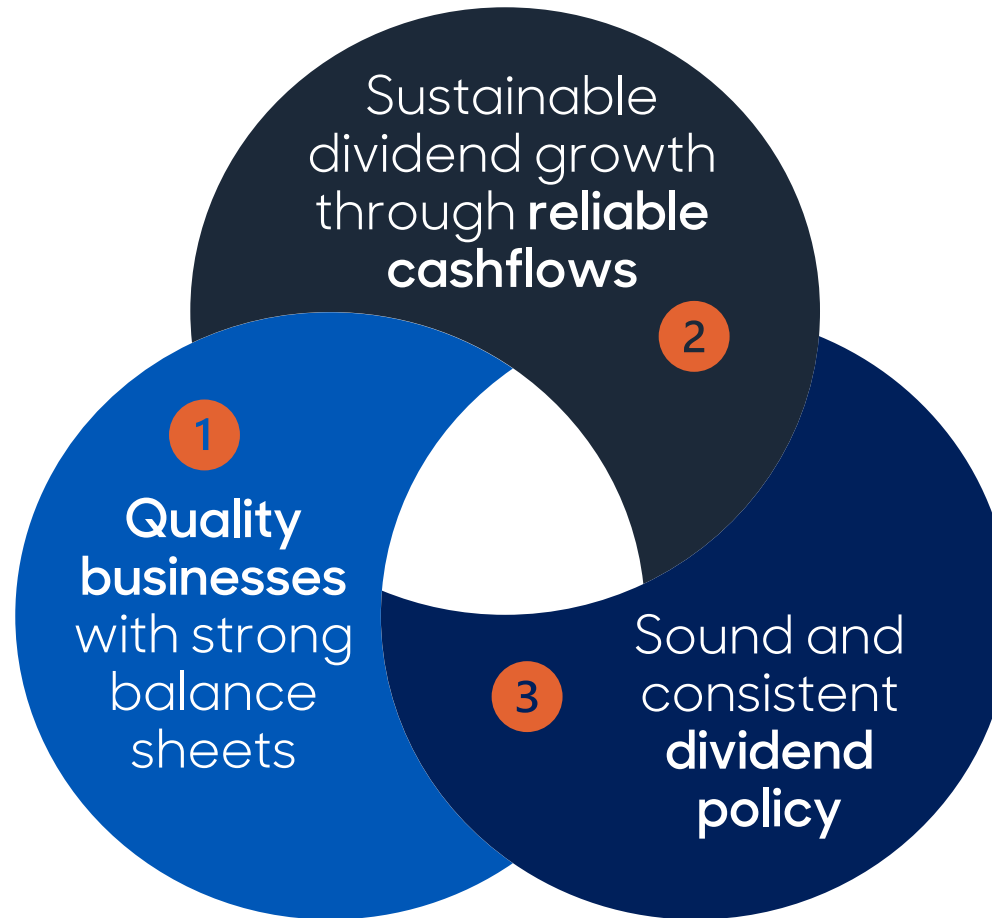 Sustainable
dividend growth
through reliable
cashflows
2
1
Quality
businesses
with strong
balance
sheets
3
Sound and
consistent
dividend
policy